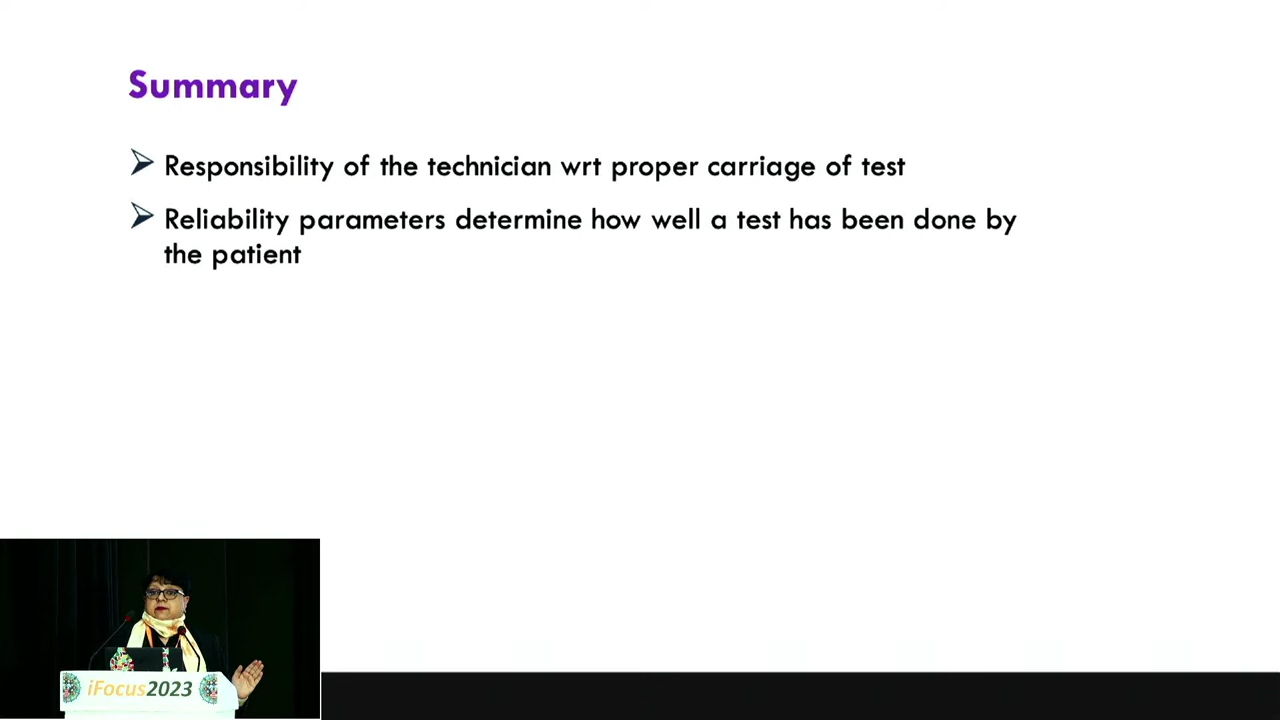 Summary
Responsibility of the technician wrt proper carriage of test
Reliability parameters determine how well a test has been done by
the patient
iFocus2023